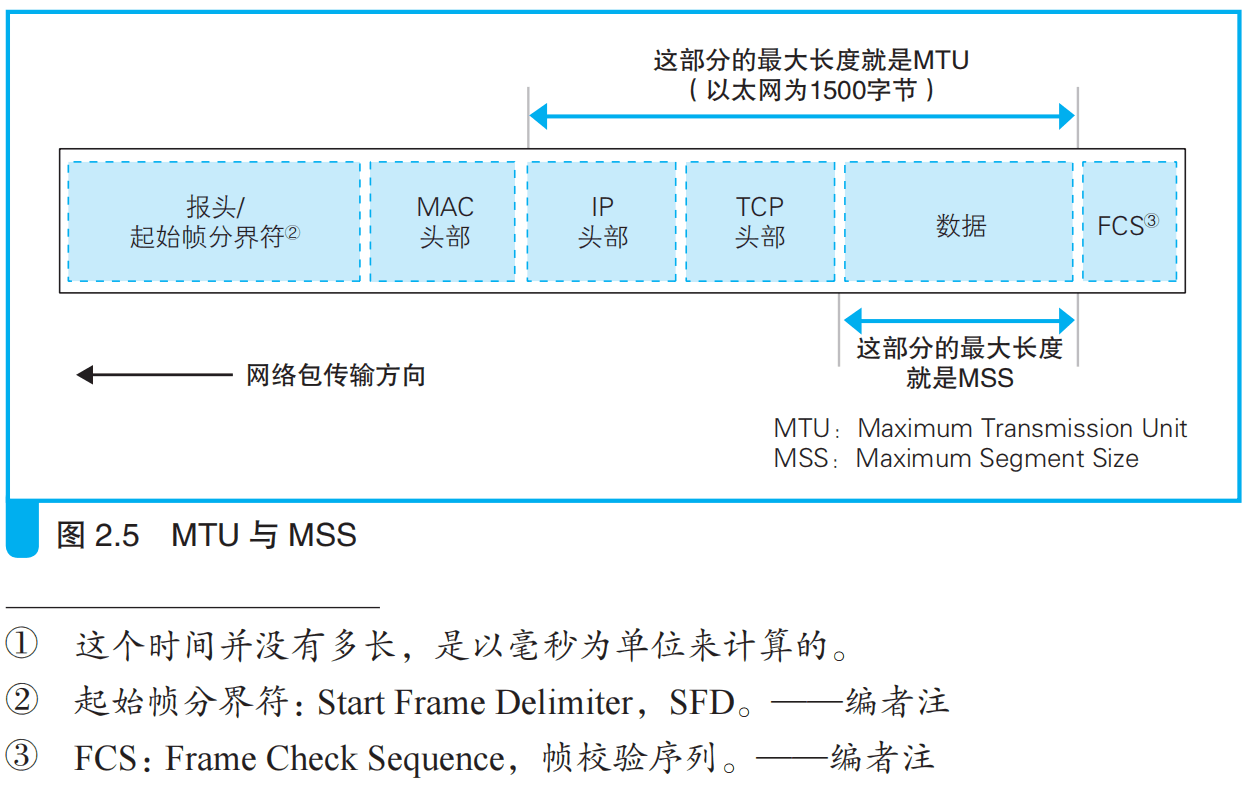 这部分的最大长度就是MTU
（以太网为1500字节）
报头/
起始帧分界符②
MAC
头部
IP
头部
TCP
头部
数据
FCS③
这部分的最大长度
就是MSS
网络包传输方向
MTU：Maximum Transmission Unit
MSS：Maximum Segment Size
图 2.5 MTU 与 MSS
① 这个时间并没有多长，是以毫秒为单位来计算的。
② 起始帧分界符：Start Frame Delimiter，SFD。——编者注
③ FCS：Frame Check Sequence，帧校验序列。——编者注